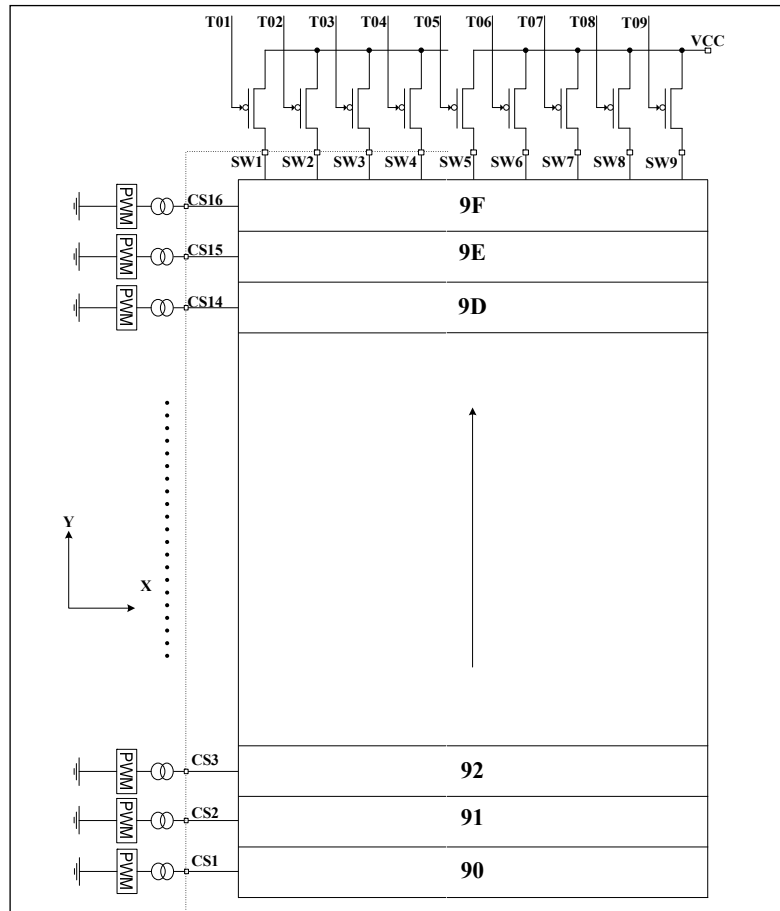 T01 T02 T03 T04 T05 T06 T07 T08 T09
VCC
SW1 SW2 SW3 SW4 SW5 SW6 SW7 SW8 SW9
PWM CS16 9F
PWM CS15 9E
PWM CS14 9D
Y
X
PWM CS3 92
PWM CS2 91
PWM CS1 90